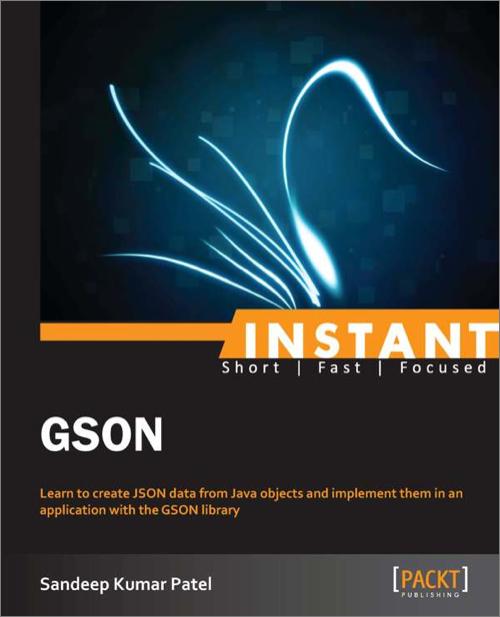 INSTANT
Short | Fast | Focused
GSON
Learn to create JSON data from Java objects and implement them in an
application with the GSON library
Sandeep Kumar Patel
[PACKT]
PUBLISHING